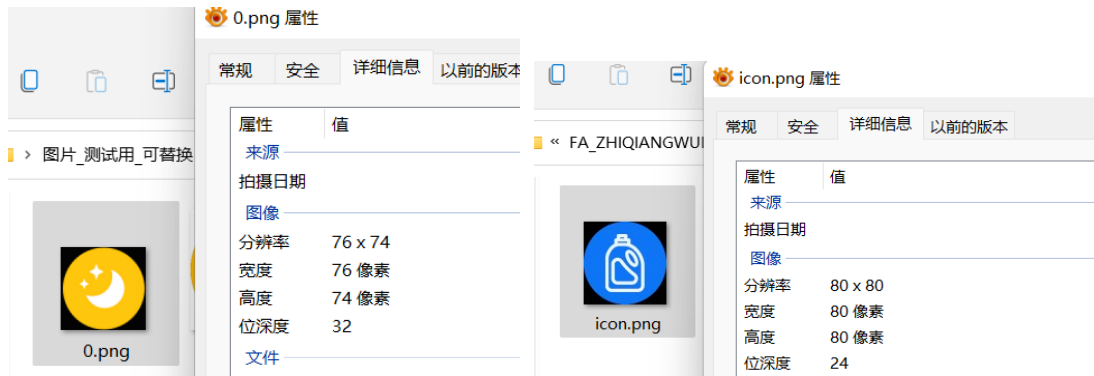 0.png 属性
常规 安全 详细信息 以前的版本
图片_测试用_可替换
属性 值
来源
拍摄日期
图像
分辨率 76 x 74
宽度 76 像素
高度 74 像素
位深度 32
文件
0.png
icon.png 属性
常规 安全 详细信息 以前的版本
« FA_ZHIQIANGWUI
属性 值
来源
拍摄日期
图像
分辨率 80 x 80
宽度 80 像素
高度 80 像素
位深度 24
icon.png